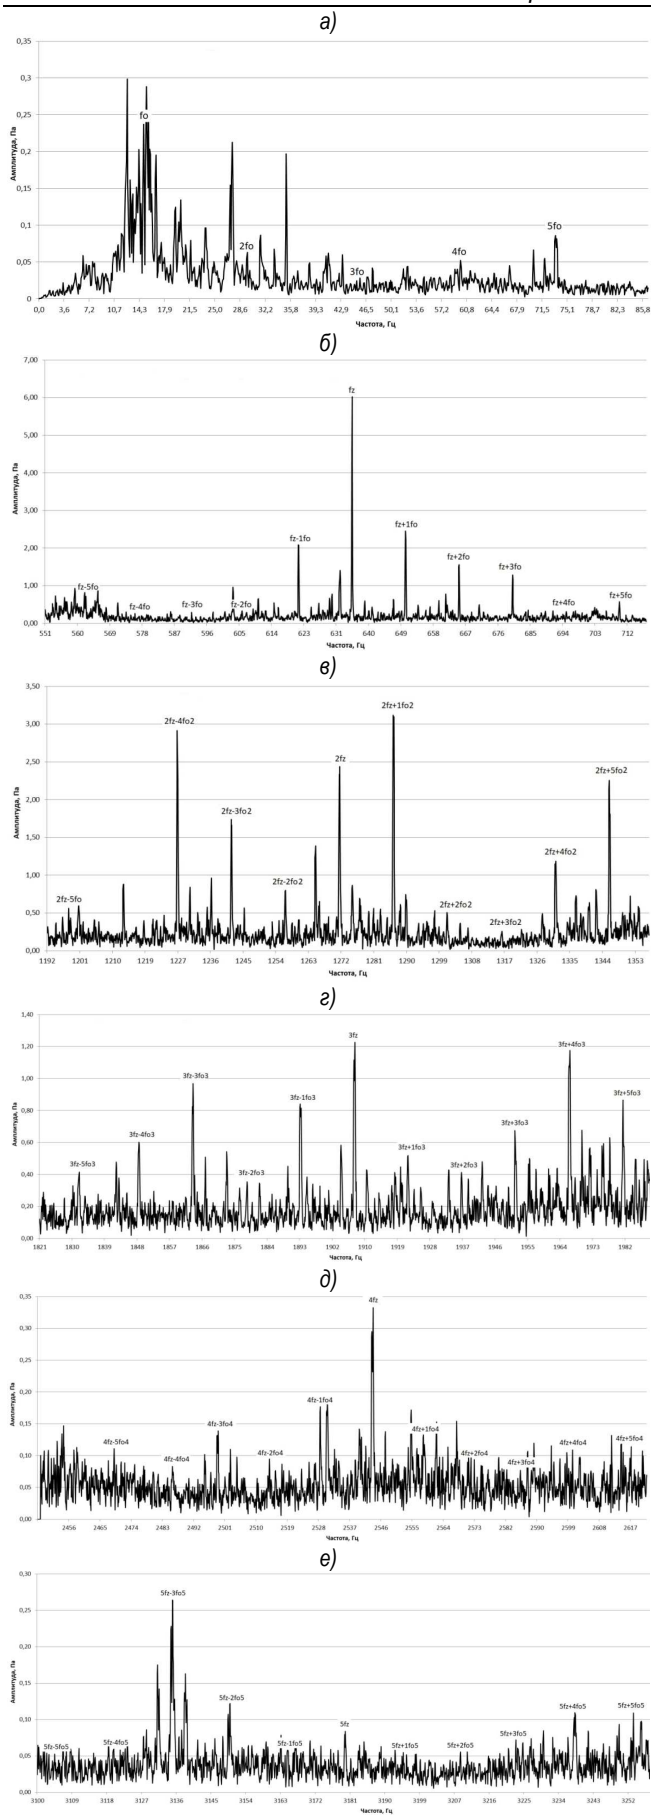 а)
0,35
0,3
0,25
0,2
0,15
0,1
0,05
0
Амплитуда, Па
fo
2fo
3fo
4fo
5fo
0,0 3,6 7,2 10,7 14,3 17,9 21,5 25,0 28,6 32,2 35,8 39,3 42,9 46,5 50,1 53,6 57,2 60,8 64,4 67,9 71,5 75,1 78,7 82,3 85,8
Частота, Гц
б)
7,00
6,00
5,00
4,00
3,00
2,00
1,00
0,00
Амплитуда, Па
fz-5fo
fz-4fo
fz-3fo
fz-2fo
fz-1fo
fz
fz+1fo
fz+2fo
fz+3fo
fz+4fo
fz+5fo
551 560 569 578 587 596 605 614 622 631 640 649 658 667 676 685 694 703 712
Частота, Гц
в)
3,50
3,00
2,50
2,00
1,50
1,00
0,50
0,00
Амплитуда, Па
2fz-5fo
2fz-4fo2
2fz-3fo2
2fz-2fo2
2fz
2fz+1fo2
2fz+2fo2
2fz+3fo2
2fz+4fo2
2fz+5fo2
1192 1201 1210 1219 1227 1236 1245 1254 1263 1272 1281 1290 1299 1308 1317 1326 1335 1344 1353
Частота, Гц
г)
1,40
1,20
1,00
0,80
0,60
0,40
0,20
0,00
Амплитуда, Па
3fz-5fo3
3fz-4fo3
3fz-3fo3
3fz-2fo3
3fz-1fo3
3fz
3fz+1fo3
3fz+2fo3
3fz+3fo3
3fz+4fo3
3fz+5fo3
1821 1830 1839 1848 1857 1866 1875 1884 1893 1902 1910 1919 1928 1937 1946 1955 1964 1973 1982
Частота, Гц
д)
0,35
0,30
0,25
0,20
0,15
0,10
0,05
0,00
Амплитуда, Па
4fz-5fo4
4fz-4fo4
4fz-3fo4
4fz-2fo4
4fz-1fo4
4fz
4fz+1fo4
4fz+2fo4
4fz+3fo4
4fz+4fo4
4fz+5fo4
2456 2465 2474 2483 2492 2501 2510 2519 2528 2537 2546 2555 2564 2573 2582 2590 2599 2608 2617
Частота, Гц
е)
0,30
0,25
0,20
0,15
0,10
0,05
0,00
Амплитуда, Па
5fz-5fo5
5fz-4fo5
5fz-3fo5
5fz-2fo5
5fz-1fo5
5fz
5fz+1fo5
5fz+2fo5
5fz+3fo5
5fz+4fo5
5fz+5fo5
3100 3109 3118 3127 3136 3145 3154 3163 3172 3181 3190 3199 3207 3216 3225 3234 3243 3252
Частота, Гц